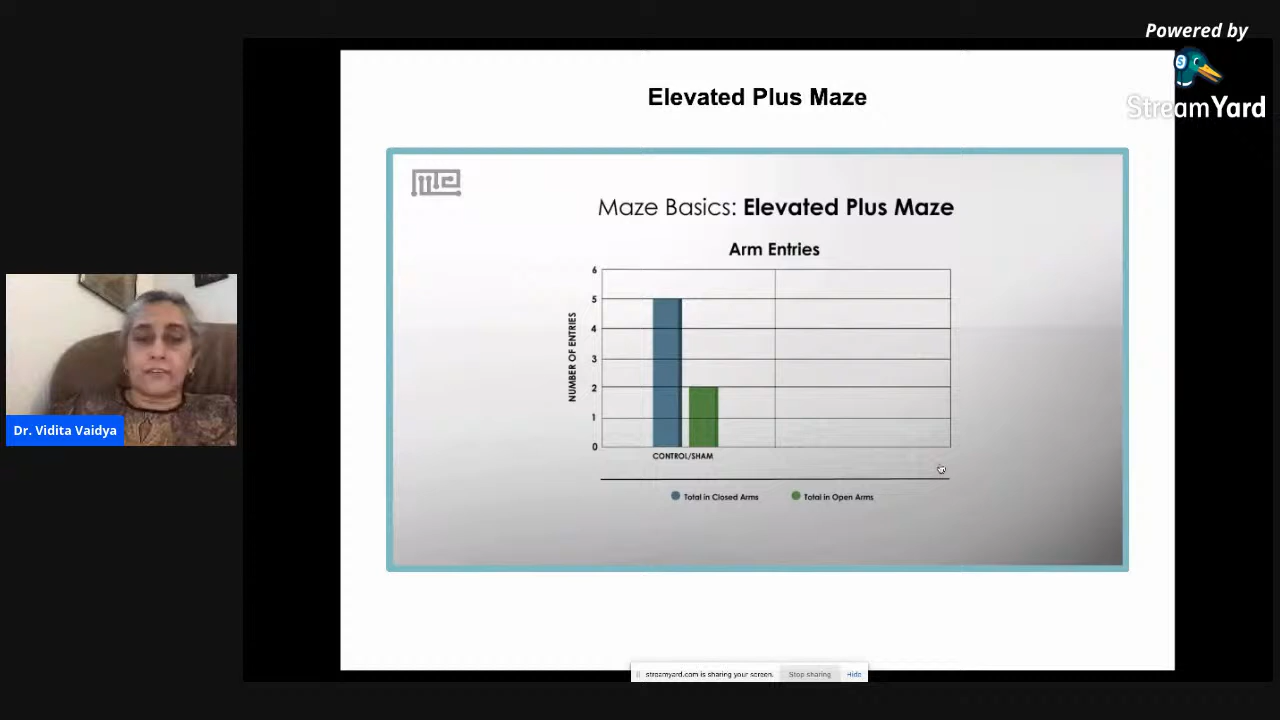 Powered by
StreamYard
Elevated Plus Maze
Maze Basics: Elevated Plus Maze
Arm Entries
6
5
4
3
2
1
0
NUMBER OF ENTRIES
CONTROL/SHAM
Total in Closed Arms
Total in Open Arms
Dr. Vidita Vaidya
streamyard.com is sharing your screen.
Stop sharing
Hide